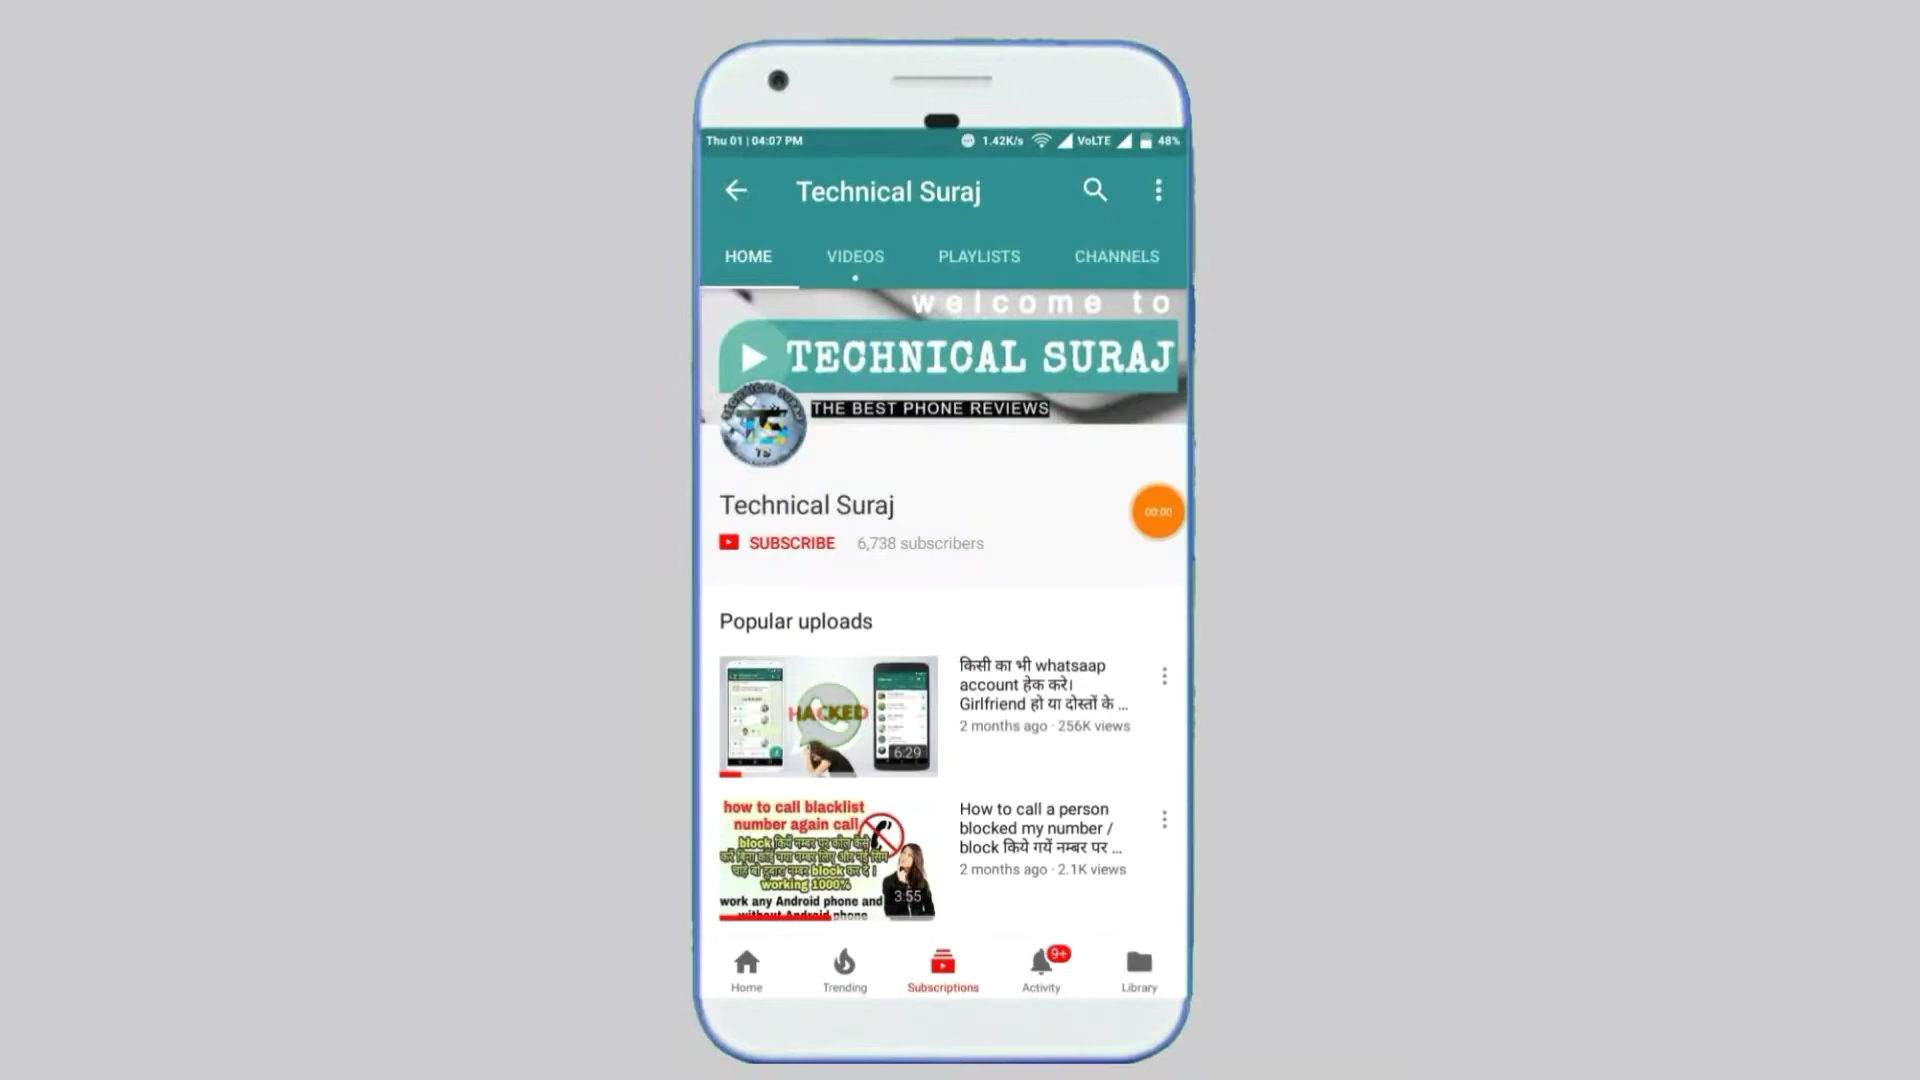 Thu 01 | 04:07 PM
1.42K/s VoLTE 48%
Technical Suraj
HOME VIDEOS PLAYLISTS CHANNELS
welcome to
TECHNICAL SURAJ
THE BEST PHONE REVIEWS
TS
Technical Suraj
00:00
SUBSCRIBE 6,738 subscribers
Popular uploads
HACKED
6:29
किसी का भी whatsaap
account हेक करे।
Girlfriend हो या दोस्तों के ...
2 months ago · 256K views
how to call blacklist
number again call
working 1000%
work any Android phone and
without Android phone
3:55
How to call a person
blocked my number /
block किये गयें नम्बर पर ...
2 months ago · 2.1K views
9+
Home Trending Subscriptions Activity Library